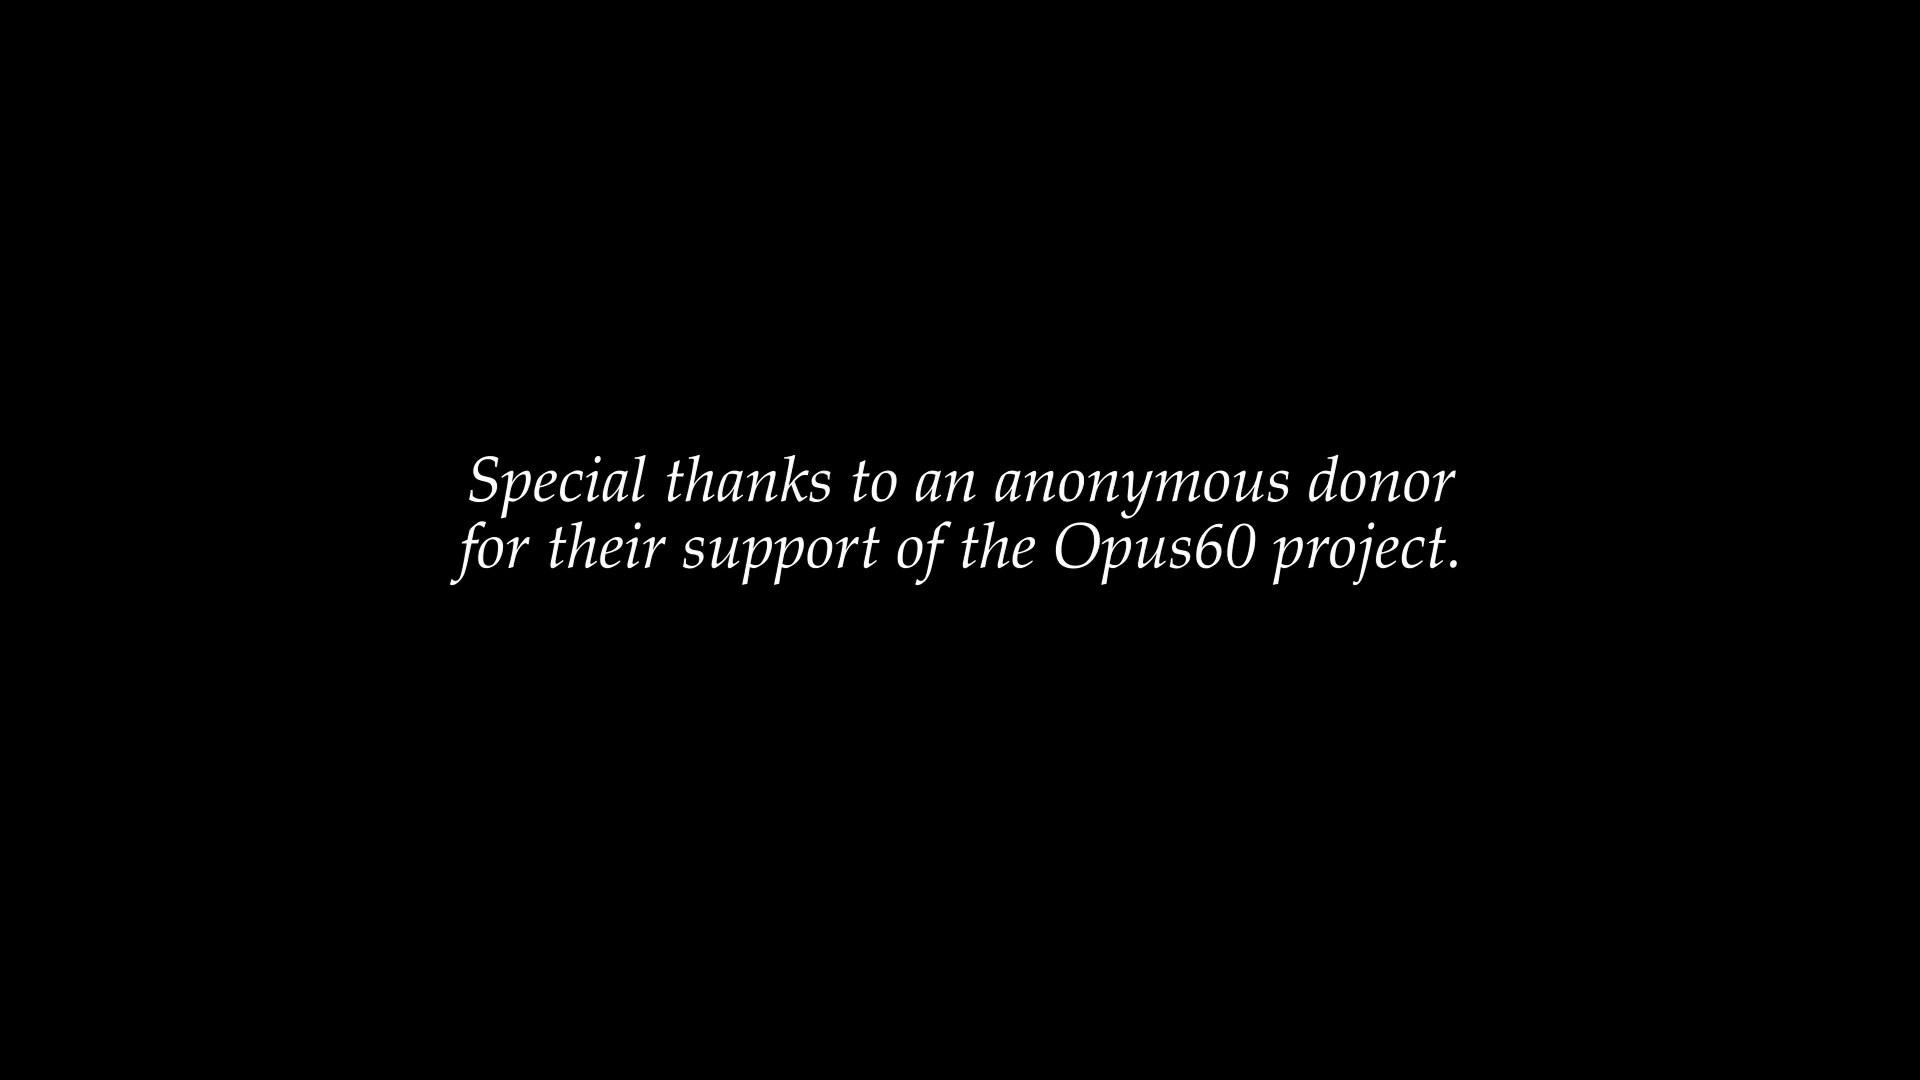 Special thanks to an anonymous donor
for their support of the Opus60 project.